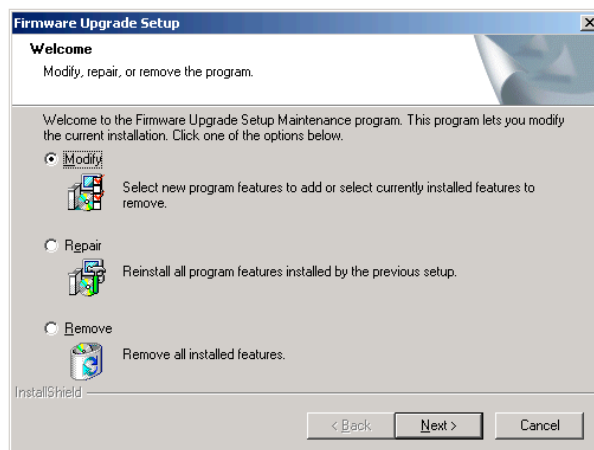 Firmware Upgrade Setup
Welcome
Modify, repair, or remove the program.
Welcome to the Firmware Upgrade Setup Maintenance program. This program lets you modify
the current installation. Click one of the options below.
Modify
Select new program features to add or select currently installed features to
remove.
Repair
Reinstall all program features installed by the previous setup.
Remove
Remove all installed features.
InstallShield
< Back Next > Cancel